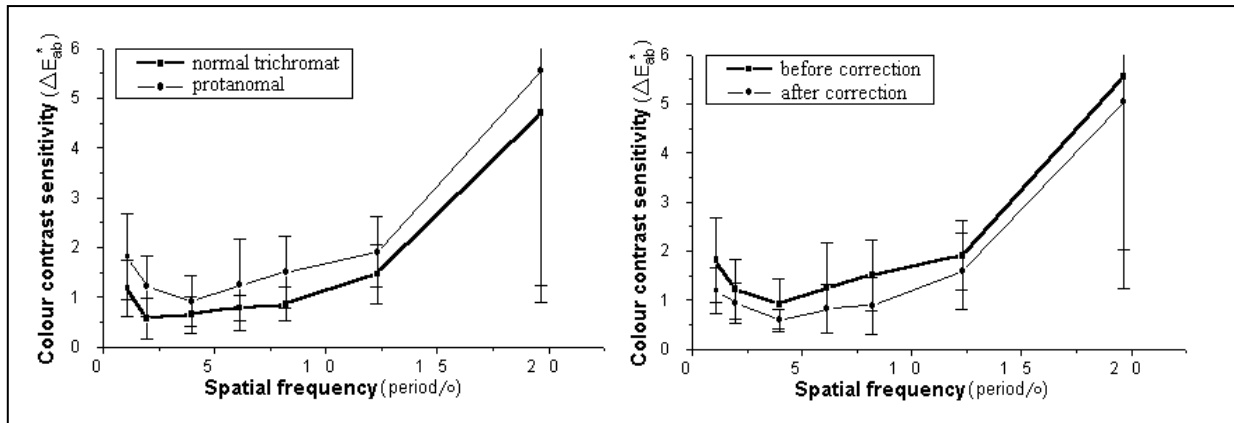 Colour contrast sensitivity (△E*ab)
6
5
4
3
2
1
0
normal trichromat
protanomal
0 5 1 0 1 5 2 0
Spatial frequency (period/o)
Colour contrast sensitivity (△E*ab)
6
5
4
3
2
1
0
before correction
after correction
0 5 1 0 1 5 2 0
Spatial frequency (period/o)